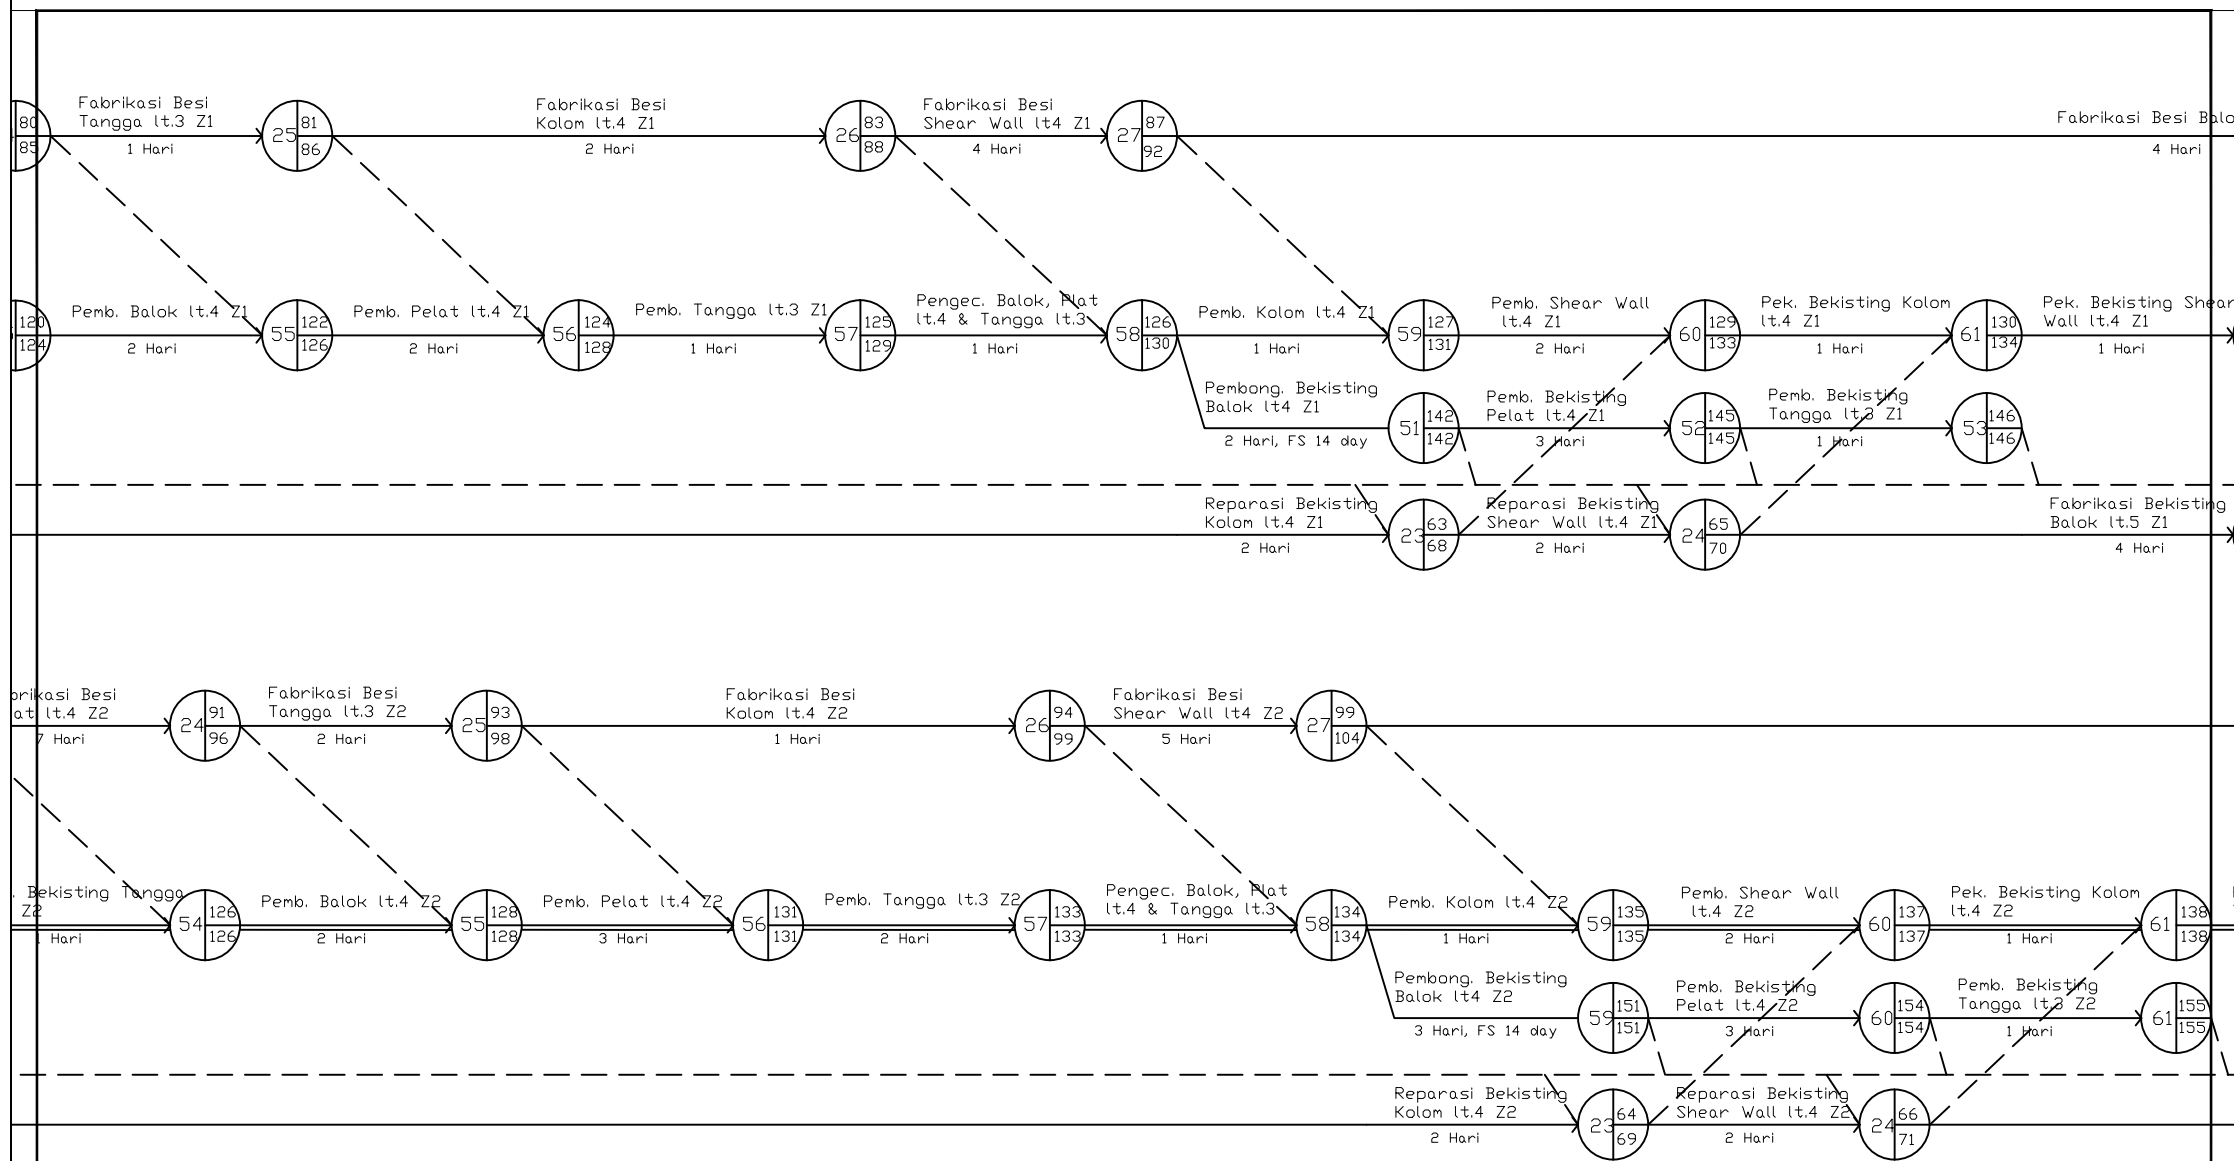 Fabrikasi Besi
Tangga lt.3 Z1
1 Hari
80
85
25
81
86
Fabrikasi Besi
Kolom lt.4 Z1
2 Hari
26
83
88
Fabrikasi Besi
Shear Wall lt4 Z1
4 Hari
27
87
92
Fabrikasi Besi Balo
4 Hari
120
124
Pemb. Balok lt.4 Z1
2 Hari
55
122
126
Pemb. Pelat lt.4 Z1
2 Hari
56
124
128
Pemb. Tangga lt.3 Z1
1 Hari
57
125
129
Pengec. Balok, Plat
lt.4 & Tangga lt.3
1 Hari
58
126
130
Pemb. Kolom lt.4 Z1
1 Hari
59
127
131
Pemb. Shear Wall
lt.4 Z1
2 Hari
60
129
133
Pek. Bekisting Kolom
lt.4 Z1
1 Hari
61
130
134
Pek. Bekisting Shear
Wall lt.4 Z1
1 Hari
Pembong. Bekisting
Balok lt4 Z1
2 Hari, FS 14 day
51
142
142
Pemb. Bekisting
Pelat lt.4 Z1
3 Hari
52
145
145
Pemb. Bekisting
Tangga lt.3 Z1
1 Hari
53
146
146
Reparasi Bekisting
Kolom lt.4 Z1
2 Hari
23
63
68
Reparasi Bekisting
Shear Wall lt.4 Z1
2 Hari
24
65
70
Fabrikasi Bekisting
Balok lt.5 Z1
4 Hari
brikasi Besi
at lt.4 Z2
7 Hari
24
91
96
Fabrikasi Besi
Tangga lt.3 Z2
2 Hari
25
93
98
Fabrikasi Besi
Kolom lt.4 Z2
1 Hari
26
94
99
Fabrikasi Besi
Shear Wall lt4 Z2
5 Hari
27
99
104
. Bekisting Tangga
Z2
1 Hari
54
126
126
Pemb. Balok lt.4 Z2
2 Hari
55
128
128
Pemb. Pelat lt.4 Z2
3 Hari
56
131
131
Pemb. Tangga lt.3 Z2
2 Hari
57
133
133
Pengec. Balok, Plat
lt.4 & Tangga lt.3
1 Hari
58
134
134
Pemb. Kolom lt.4 Z2
1 Hari
59
135
135
Pemb. Shear Wall
lt.4 Z2
2 Hari
60
137
137
Pek. Bekisting Kolom
lt.4 Z2
1 Hari
61
138
138
Pembong. Bekisting
Balok lt4 Z2
3 Hari, FS 14 day
59
151
151
Pemb. Bekisting
Pelat lt.4 Z2
3 Hari
60
154
154
Pemb. Bekisting
Tangga lt.3 Z2
1 Hari
61
155
155
Reparasi Bekisting
Kolom lt.4 Z2
2 Hari
23
64
69
Reparasi Bekisting
Shear Wall lt.4 Z2
2 Hari
24
66
71